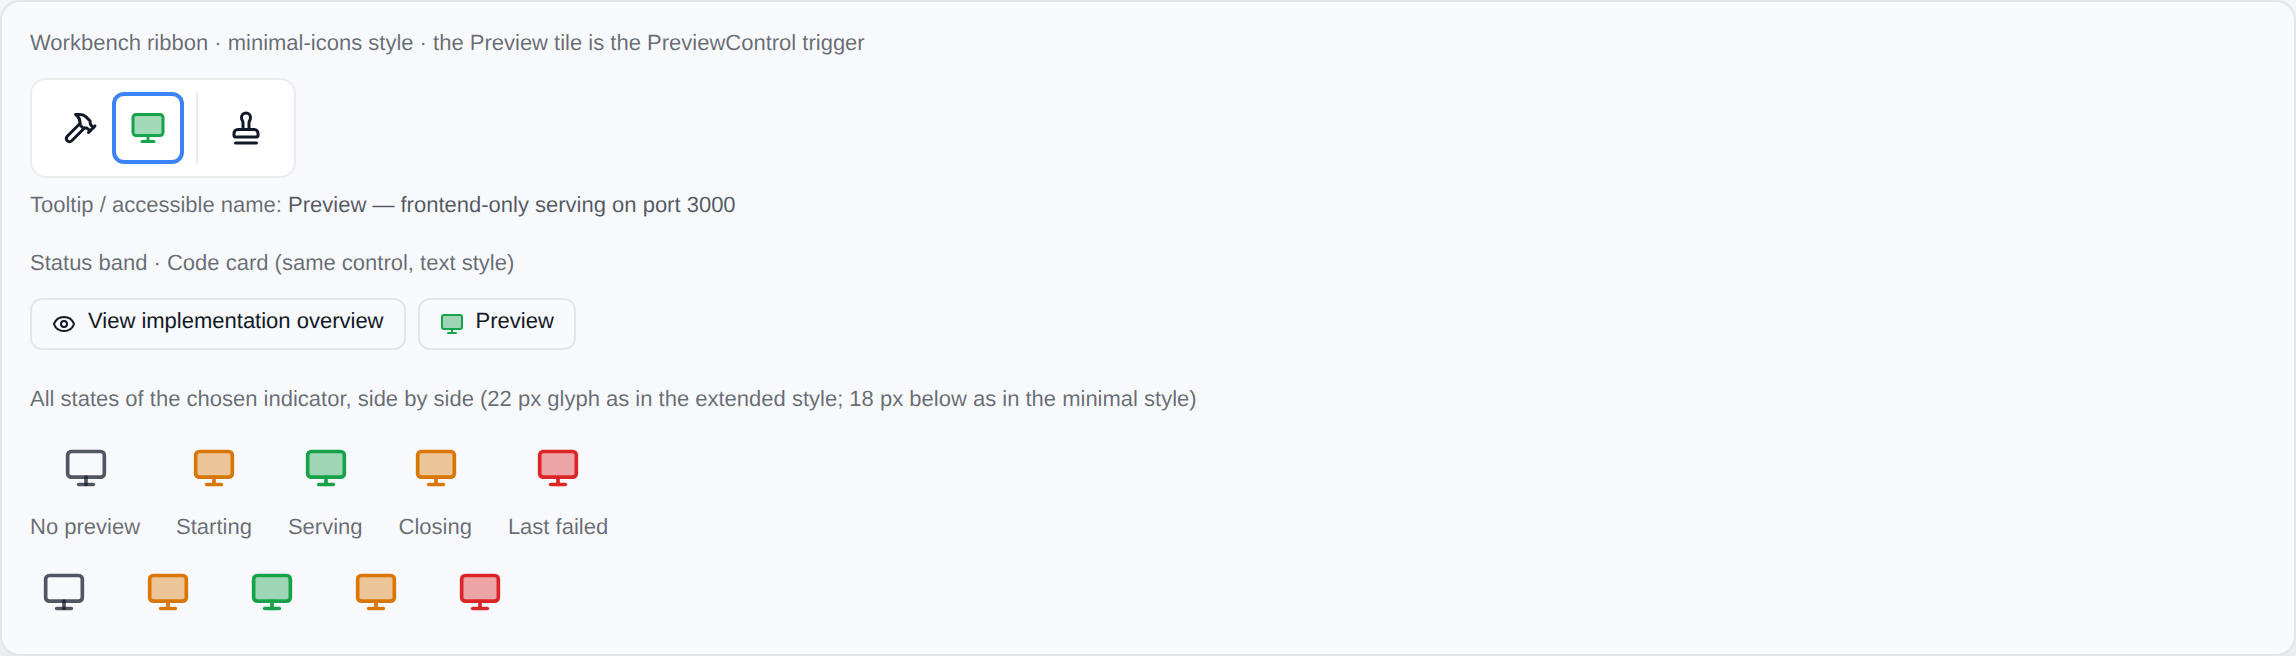 Workbench ribbon · minimal-icons style · the Preview tile is the PreviewControl trigger
Tooltip / accessible name: Preview — frontend-only serving on port 3000
Status band · Code card (same control, text style)
View implementation overview
Preview
All states of the chosen indicator, side by side (22 px glyph as in the extended style; 18 px below as in the minimal style)
No preview
Starting
Serving
Closing
Last failed